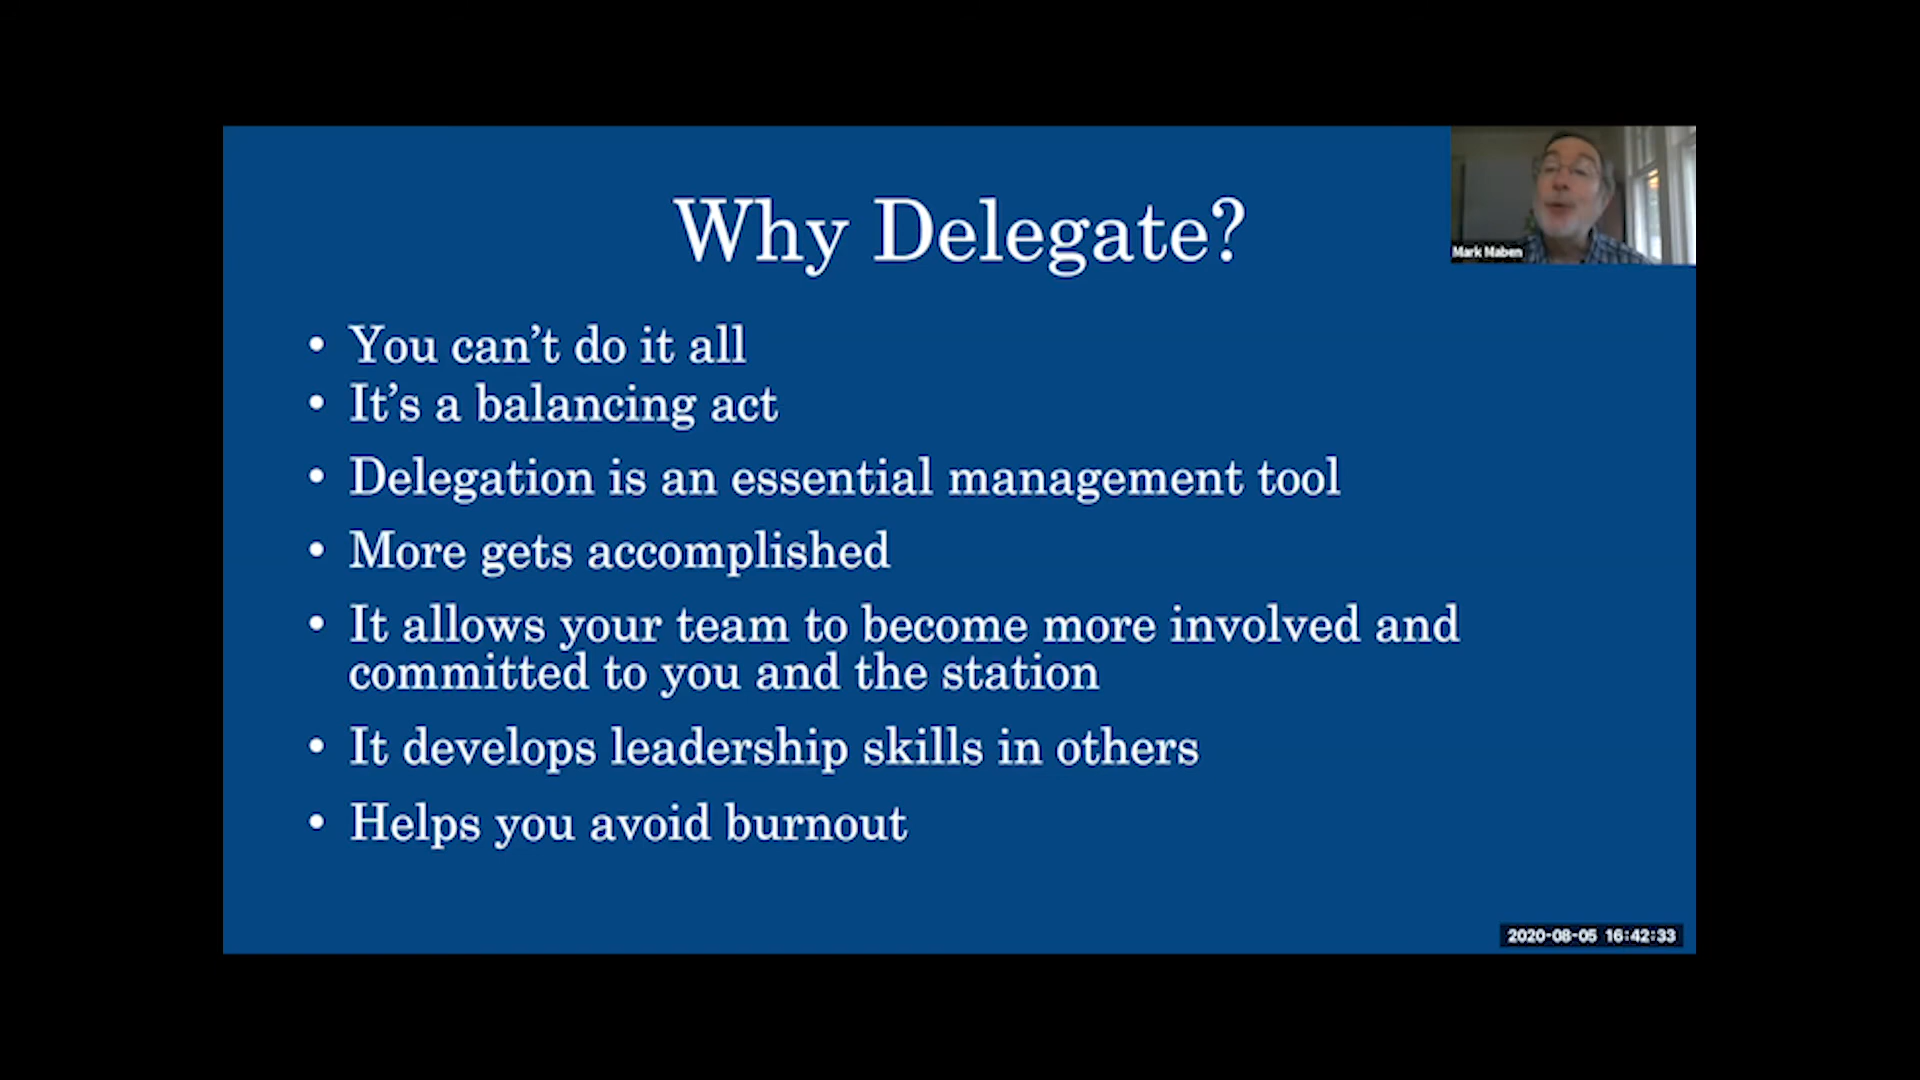 Why Delegate?
Mark Maben
• You can’t do it all
• It’s a balancing act
• Delegation is an essential management tool
• More gets accomplished
• It allows your team to become more involved and
committed to you and the station
• It develops leadership skills in others
• Helps you avoid burnout
2020-08-05 16:42:33